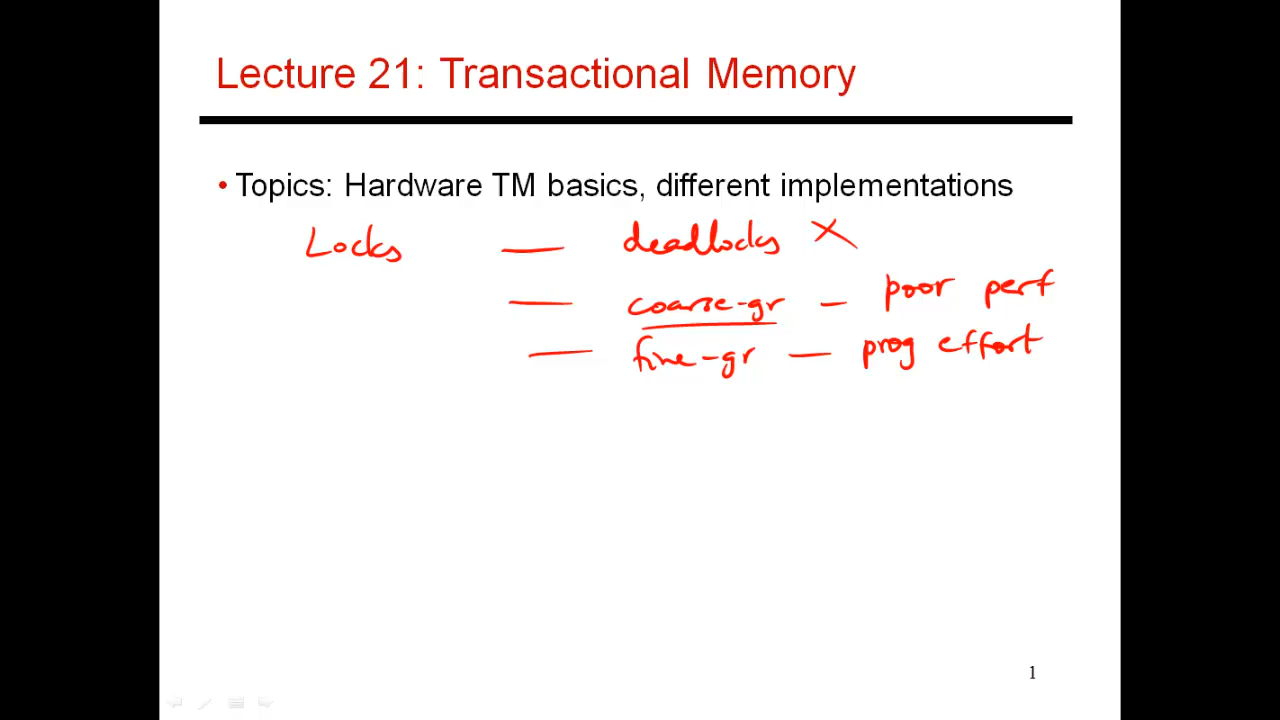 Lecture 21: Transactional Memory
• Topics: Hardware TM basics, different implementations
Locks — deadlocks X
— coarse-gr — poor perf
— fine-gr — prog effort
1